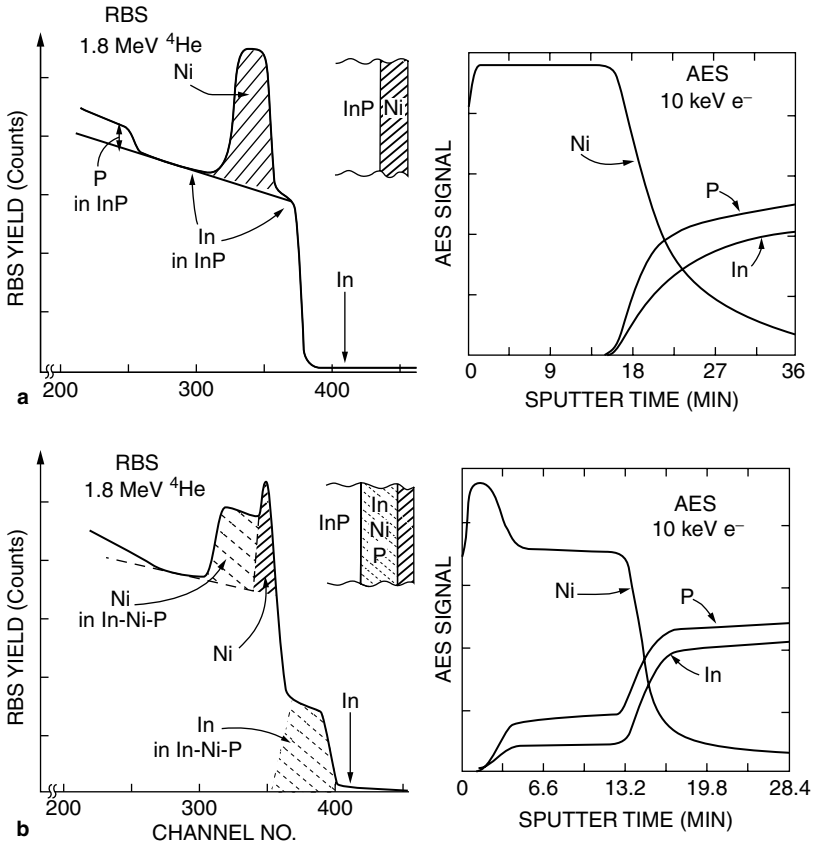 RBS
1.8 MeV ⁴He
Ni
InP
Ni
P
in InP
In
in InP
In
RBS YIELD (Counts)
200
300
400
a
AES
10 keV e⁻
Ni
P
In
AES SIGNAL
0
9
18
27
36
SPUTTER TIME (MIN)
RBS
1.8 MeV ⁴He
InP
In
Ni
P
Ni
in In-Ni-P
Ni
In
In
in In-Ni-P
RBS YIELD (Counts)
200
300
400
b
CHANNEL NO.
AES
10 keV e⁻
Ni
P
In
AES SIGNAL
0
6.6
13.2
19.8
28.4
SPUTTER TIME (MIN)